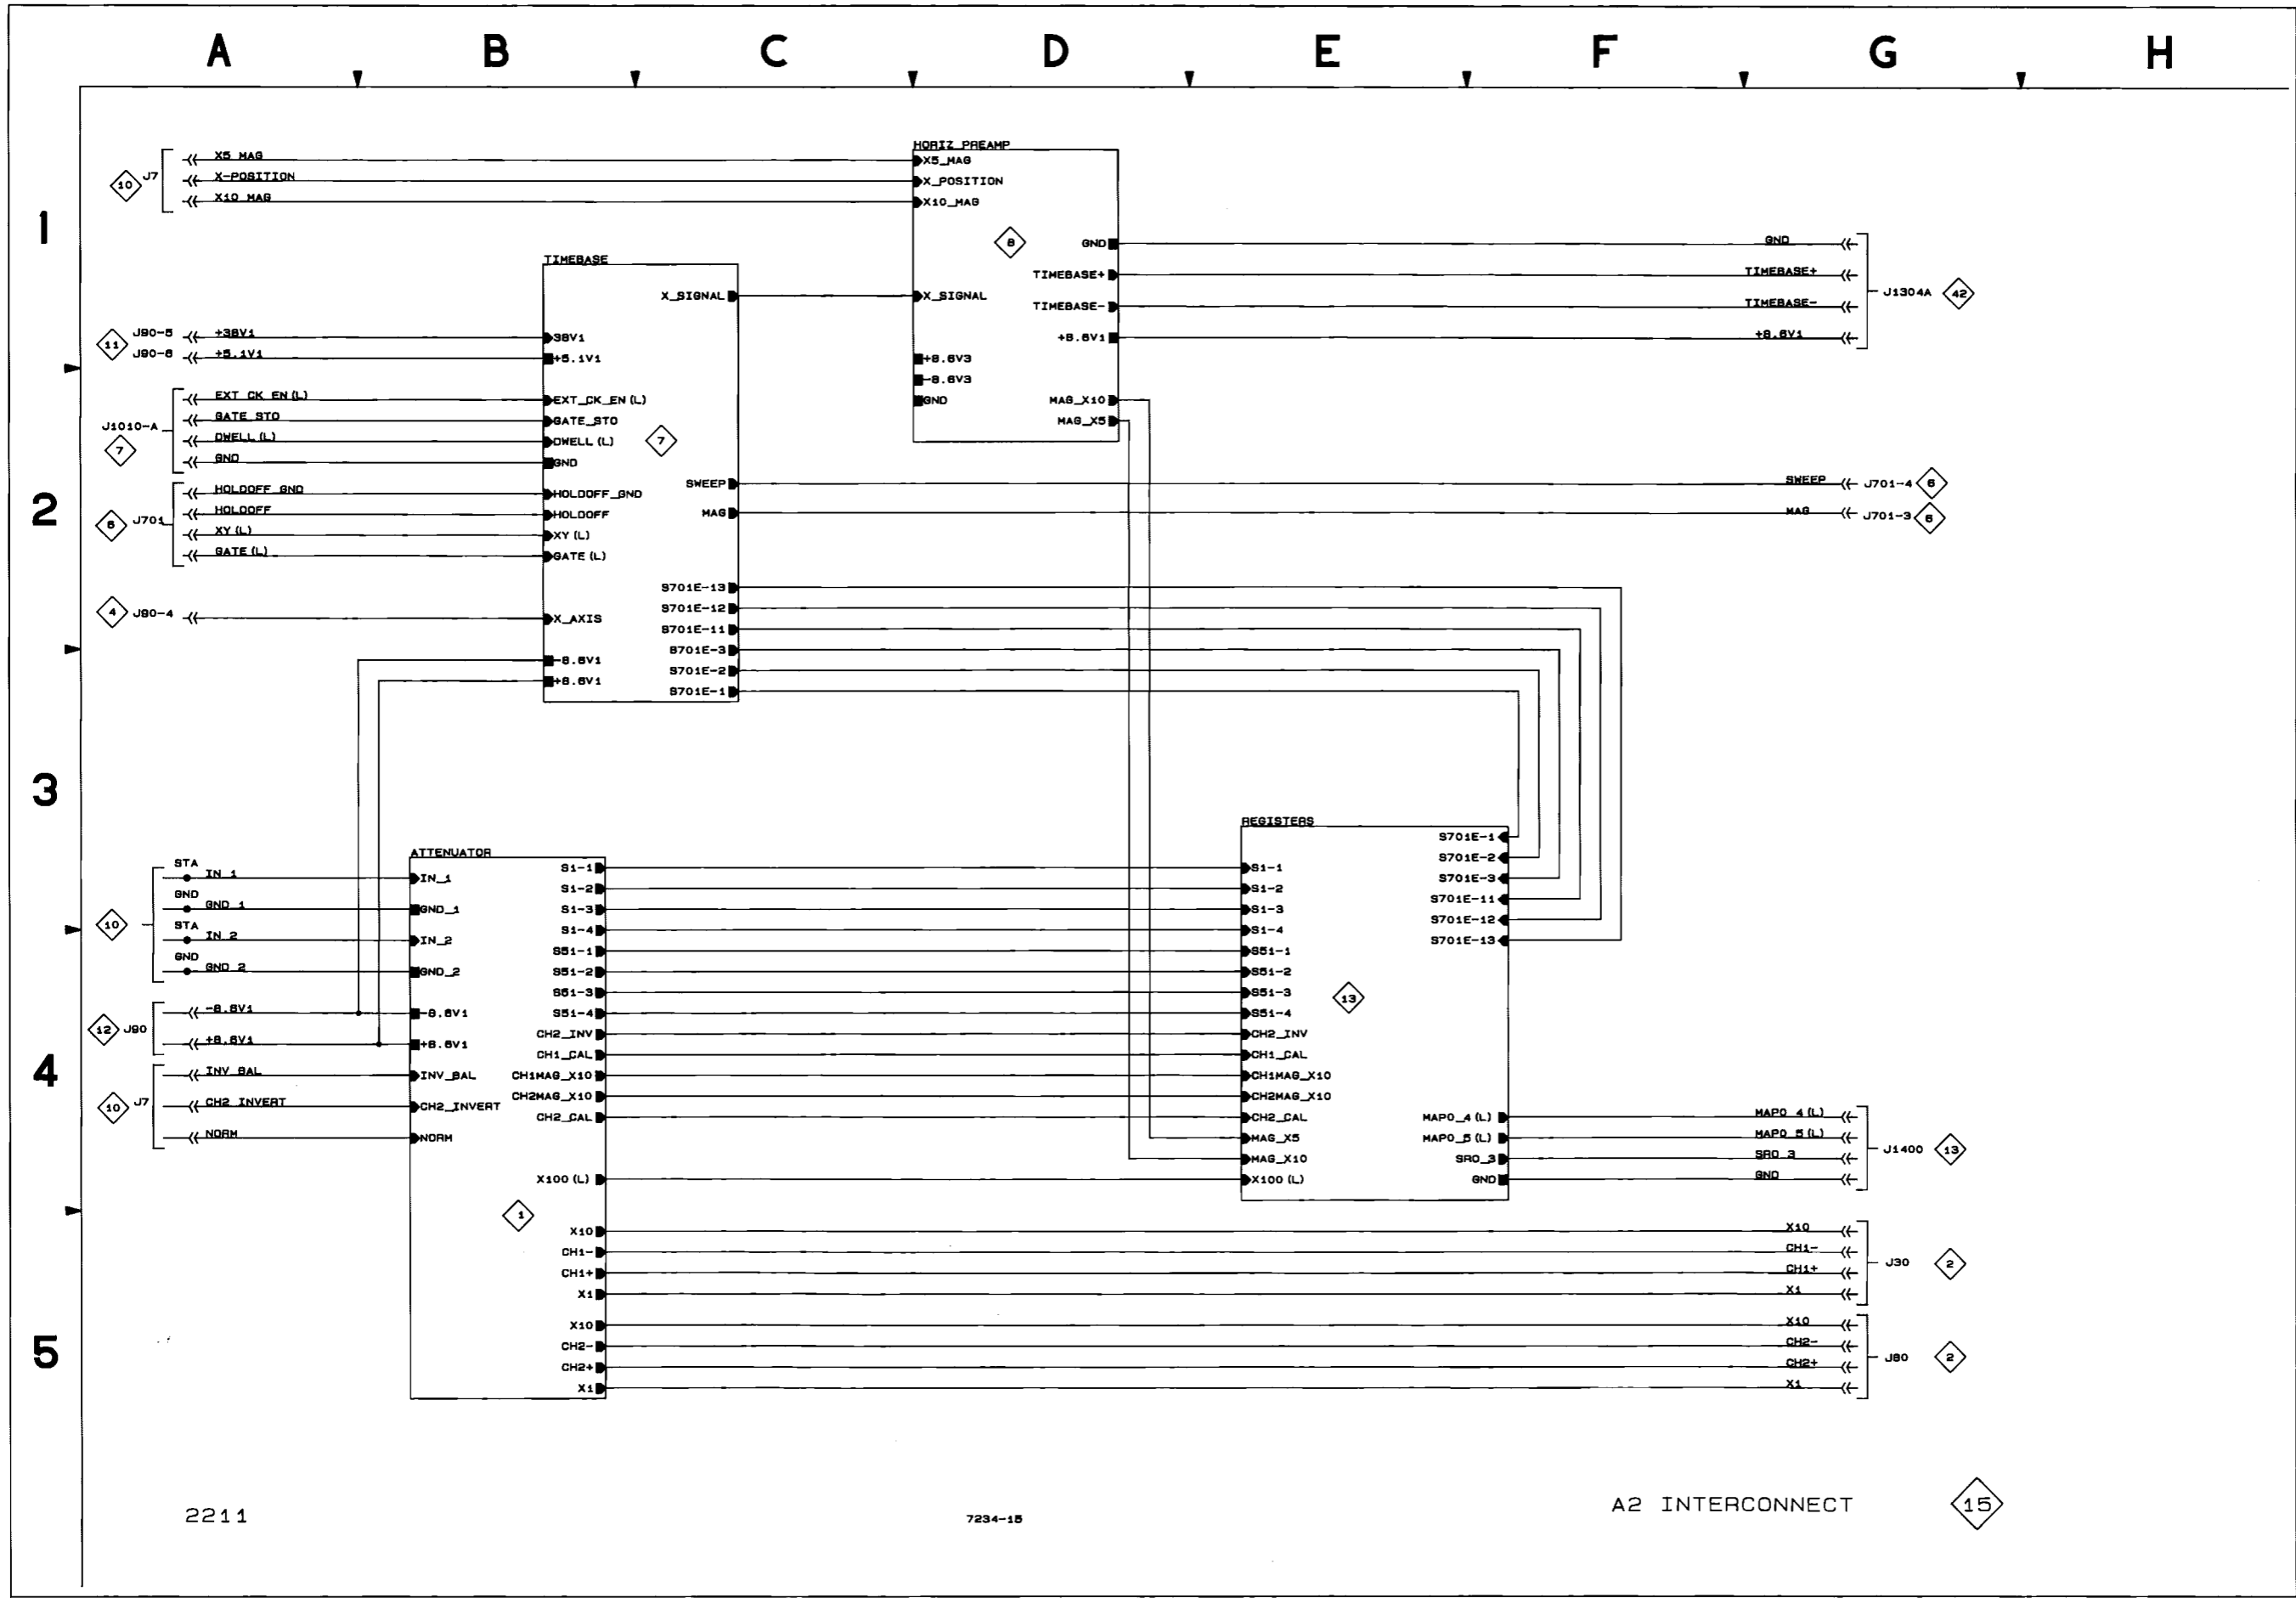 A B C D E F G H
1
2
3
4
5
10 J7
X5 MAG
X-POSITION
X10 MAG
HORIZ PREAMP
X5_MAG
X_POSITION
X10_MAG
8
GND
TIMEBASE+
TIMEBASE-
+8.6V1
X_SIGNAL
+8.6V3
-8.6V3
GND
MAG_X10
MAG_X5
GND
TIMEBASE+
TIMEBASE-
+8.6V1
J1304A 42
TIMEBASE
X_SIGNAL
11
J90-5 +38V1
J90-6 +5.1V1
38V1
+5.1V1
J1010-A
7
EXT CK EN (L)
GATE STO
DWELL (L)
GND
EXT_CK_EN (L)
GATE_STO
DWELL (L)
GND
7
6 J701
HOLDOFF GND
HOLDOFF
XY (L)
GATE (L)
HOLDOFF_GND
HOLDOFF
XY (L)
GATE (L)
SWEEP
MAG
SWEEP J701-4 6
MAG J701-3 6
4 J90-4
X_AXIS
-8.6V1
+8.6V1
S701E-13
S701E-12
S701E-11
S701E-3
S701E-2
S701E-1
10
STA IN 1
GND GND 1
STA IN 2
GND GND 2
12 J90
-8.6V1
+8.6V1
10 J7
INV BAL
CH2 INVERT
NORM
ATTENUATOR
IN_1
GND_1
IN_2
GND_2
-8.6V1
+8.6V1
INV_BAL
CH2_INVERT
NORM
1
S1-1
S1-2
S1-3
S1-4
S51-1
S51-2
S51-3
S51-4
CH2_INV
CH1_CAL
CH1MAG_X10
CH2MAG_X10
CH2_CAL
X100 (L)
X10
CH1-
CH1+
X1
X10
CH2-
CH2+
X1
REGISTERS
S1-1
S1-2
S1-3
S1-4
S51-1
S51-2
S51-3
S51-4
CH2_INV
CH1_CAL
CH1MAG_X10
CH2MAG_X10
CH2_CAL
MAG_X5
MAG_X10
X100 (L)
13
S701E-1
S701E-2
S701E-3
S701E-11
S701E-12
S701E-13
MAPO_4 (L)
MAPO_5 (L)
SRO_3
GND
MAPO 4 (L)
MAPO 5 (L)
SRO 3
GND
J1400 13
X10
CH1-
CH1+
X1
J30 2
X10
CH2-
CH2+
X1
J80 2
2211
7234-15
A2 INTERCONNECT 15